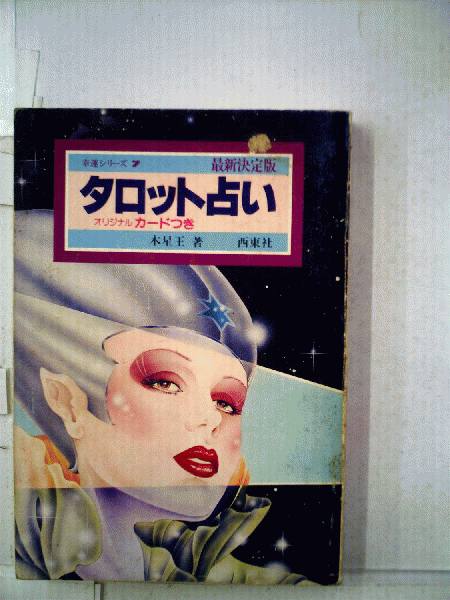 幸運シリーズ 7
最新決定版
タロット占い
オリジナル カードつき
木星王 著 西東社